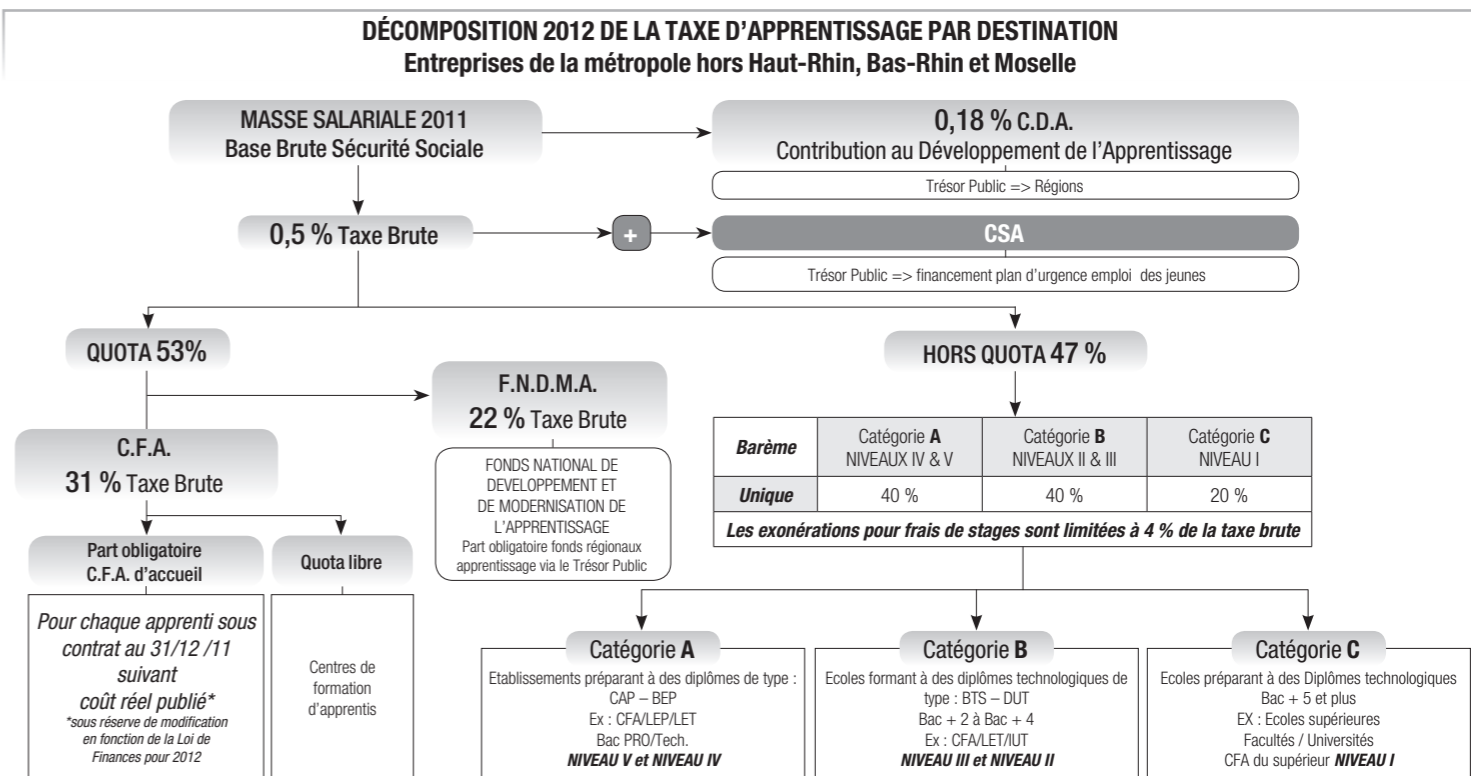 DÉCOMPOSITION 2012 DE LA TAXE D'APPRENTISSAGE PAR DESTINATION
Entreprises de la métropole hors Haut-Rhin, Bas-Rhin et Moselle
MASSE SALARIALE 2011
Base Brute Sécurité Sociale
0,18 % C.D.A.
Contribution au Développement de l'Apprentissage
Trésor Public => Régions
0,5 % Taxe Brute
+
CSA
Trésor Public => financement plan d'urgence emploi des jeunes
QUOTA 53%
HORS QUOTA 47 %
F.N.D.M.A.
22 % Taxe Brute
FONDS NATIONAL DE
DEVELOPPEMENT ET
DE MODERNISATION DE
L'APPRENTISSAGE
Part obligatoire fonds régionaux
apprentissage via le Trésor Public
C.F.A.
31 % Taxe Brute
Part obligatoire
C.F.A. d'accueil
Quota libre
Pour chaque apprenti sous
contrat au 31/12 /11
suivant
coût réel publié*
*sous réserve de modification
en fonction de la Loi de
Finances pour 2012
Centres de
formation
d'apprentis
Barème
Catégorie A
NIVEAUX IV & V
Catégorie B
NIVEAUX II & III
Catégorie C
NIVEAU I
Unique
40 %
40 %
20 %
Les exonérations pour frais de stages sont limitées à 4 % de la taxe brute
Catégorie A
Etablissements préparant à des diplômes de type :
CAP – BEP
Ex : CFA/LEP/LET
Bac PRO/Tech.
NIVEAU V et NIVEAU IV
Catégorie B
Ecoles formant à des diplômes technologiques de
type : BTS – DUT
Bac + 2 à Bac + 4
Ex : CFA/LET/IUT
NIVEAU III et NIVEAU II
Catégorie C
Ecoles préparant à des Diplômes technologiques
Bac + 5 et plus
EX : Ecoles supérieures
Facultés / Universités
CFA du supérieur NIVEAU I